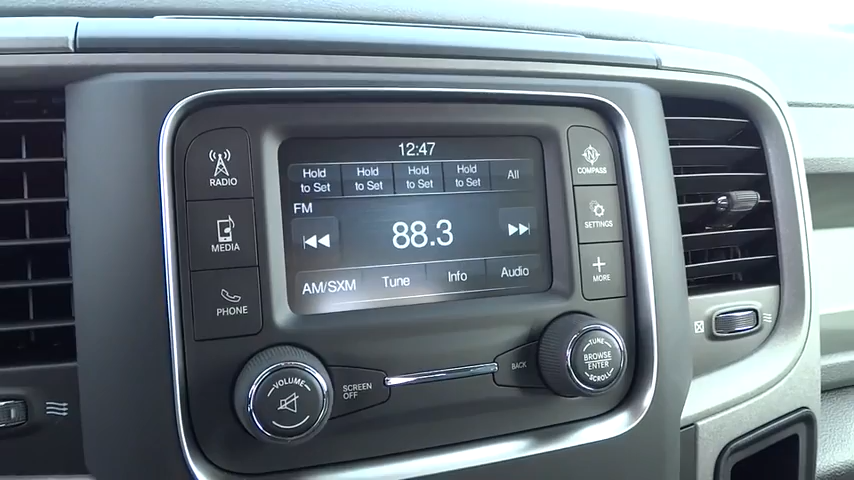 12:47
Hold to Set
Hold to Set
Hold to Set
Hold to Set
All
FM
88.3
AM/SXM
Tune
Info
Audio
RADIO
MEDIA
PHONE
N
COMPASS
SETTINGS
MORE
VOLUME
SCREEN
OFF
BACK
TUNE
BROWSE
ENTER
SCROLL